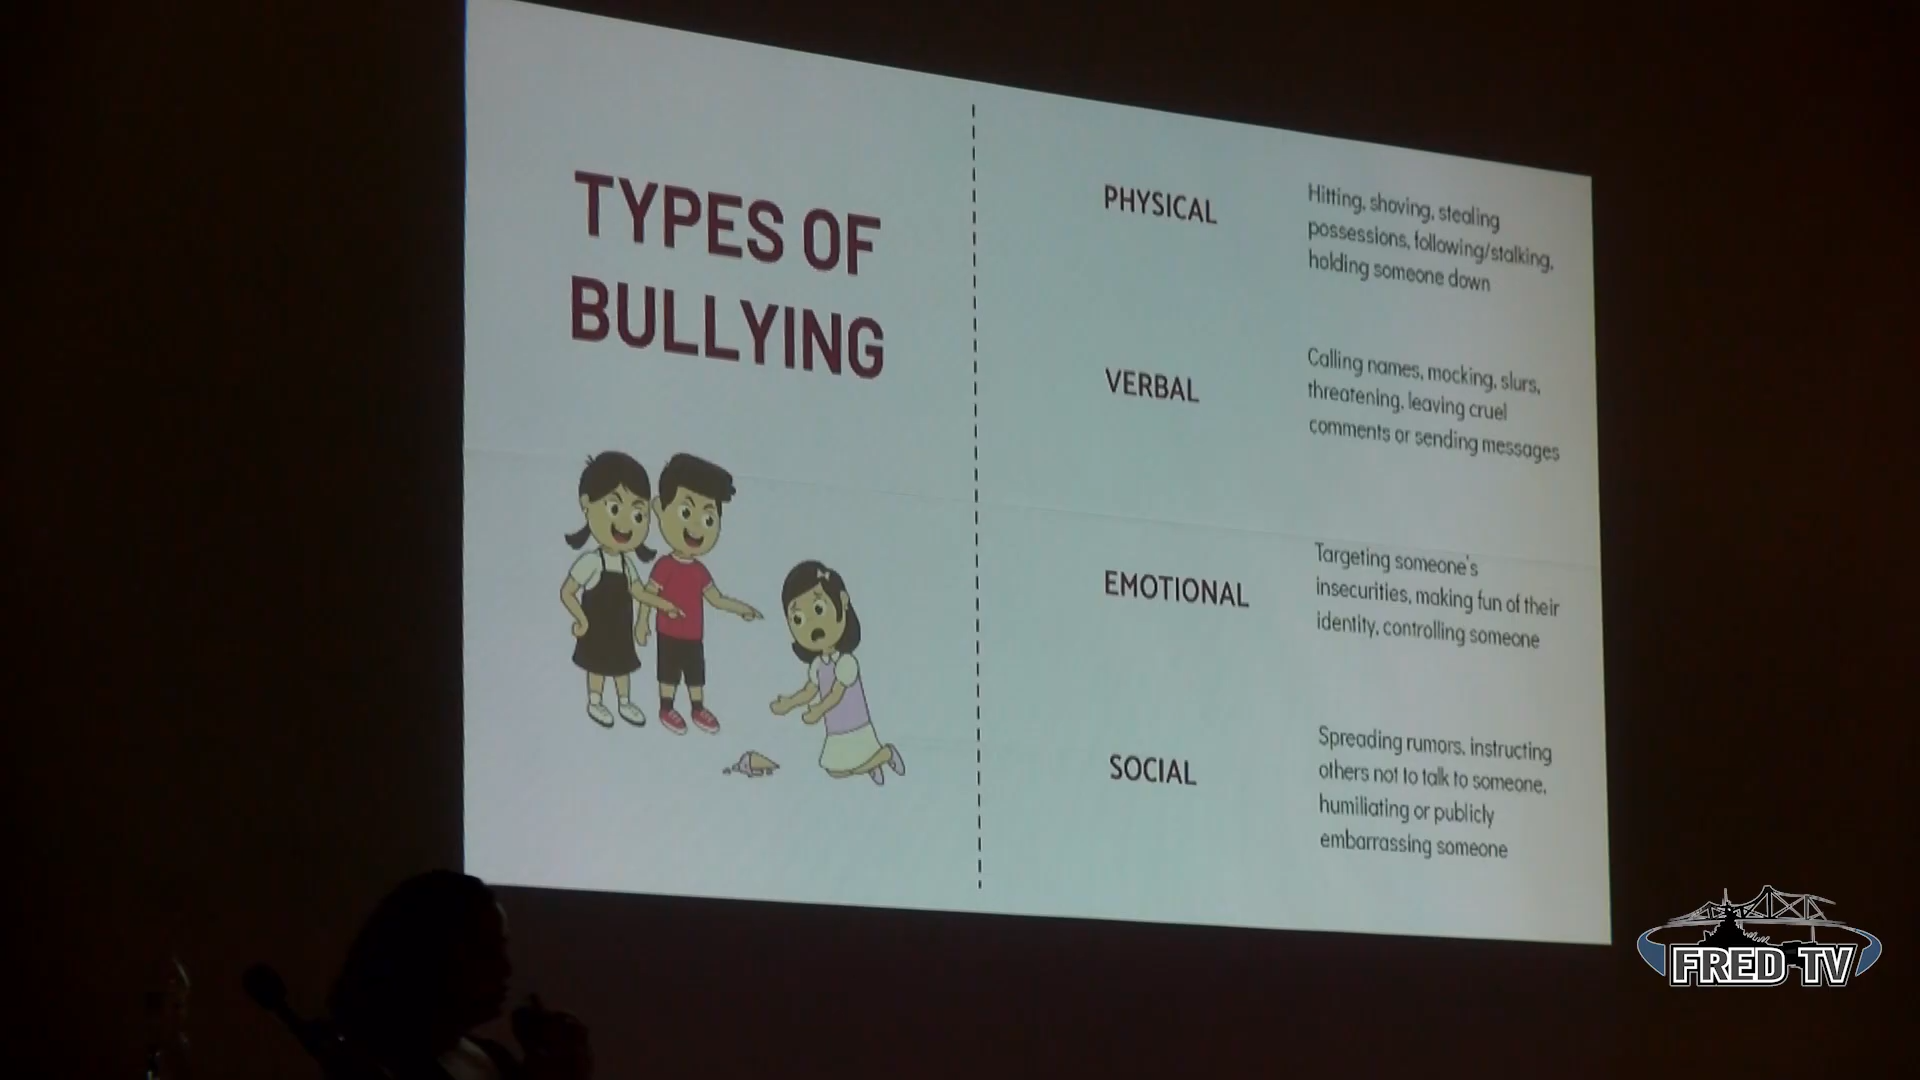 TYPES OF
BULLYING
PHYSICAL
Hitting, shoving, stealing
possessions, following/stalking,
holding someone down
VERBAL
Calling names, mocking, slurs,
threatening, leaving cruel
comments or sending messages
EMOTIONAL
Targeting someone's
insecurities, making fun of their
identity, controlling someone
SOCIAL
Spreading rumors, instructing
others not to talk to someone,
humiliating or publicly
embarrassing someone
FRED TV